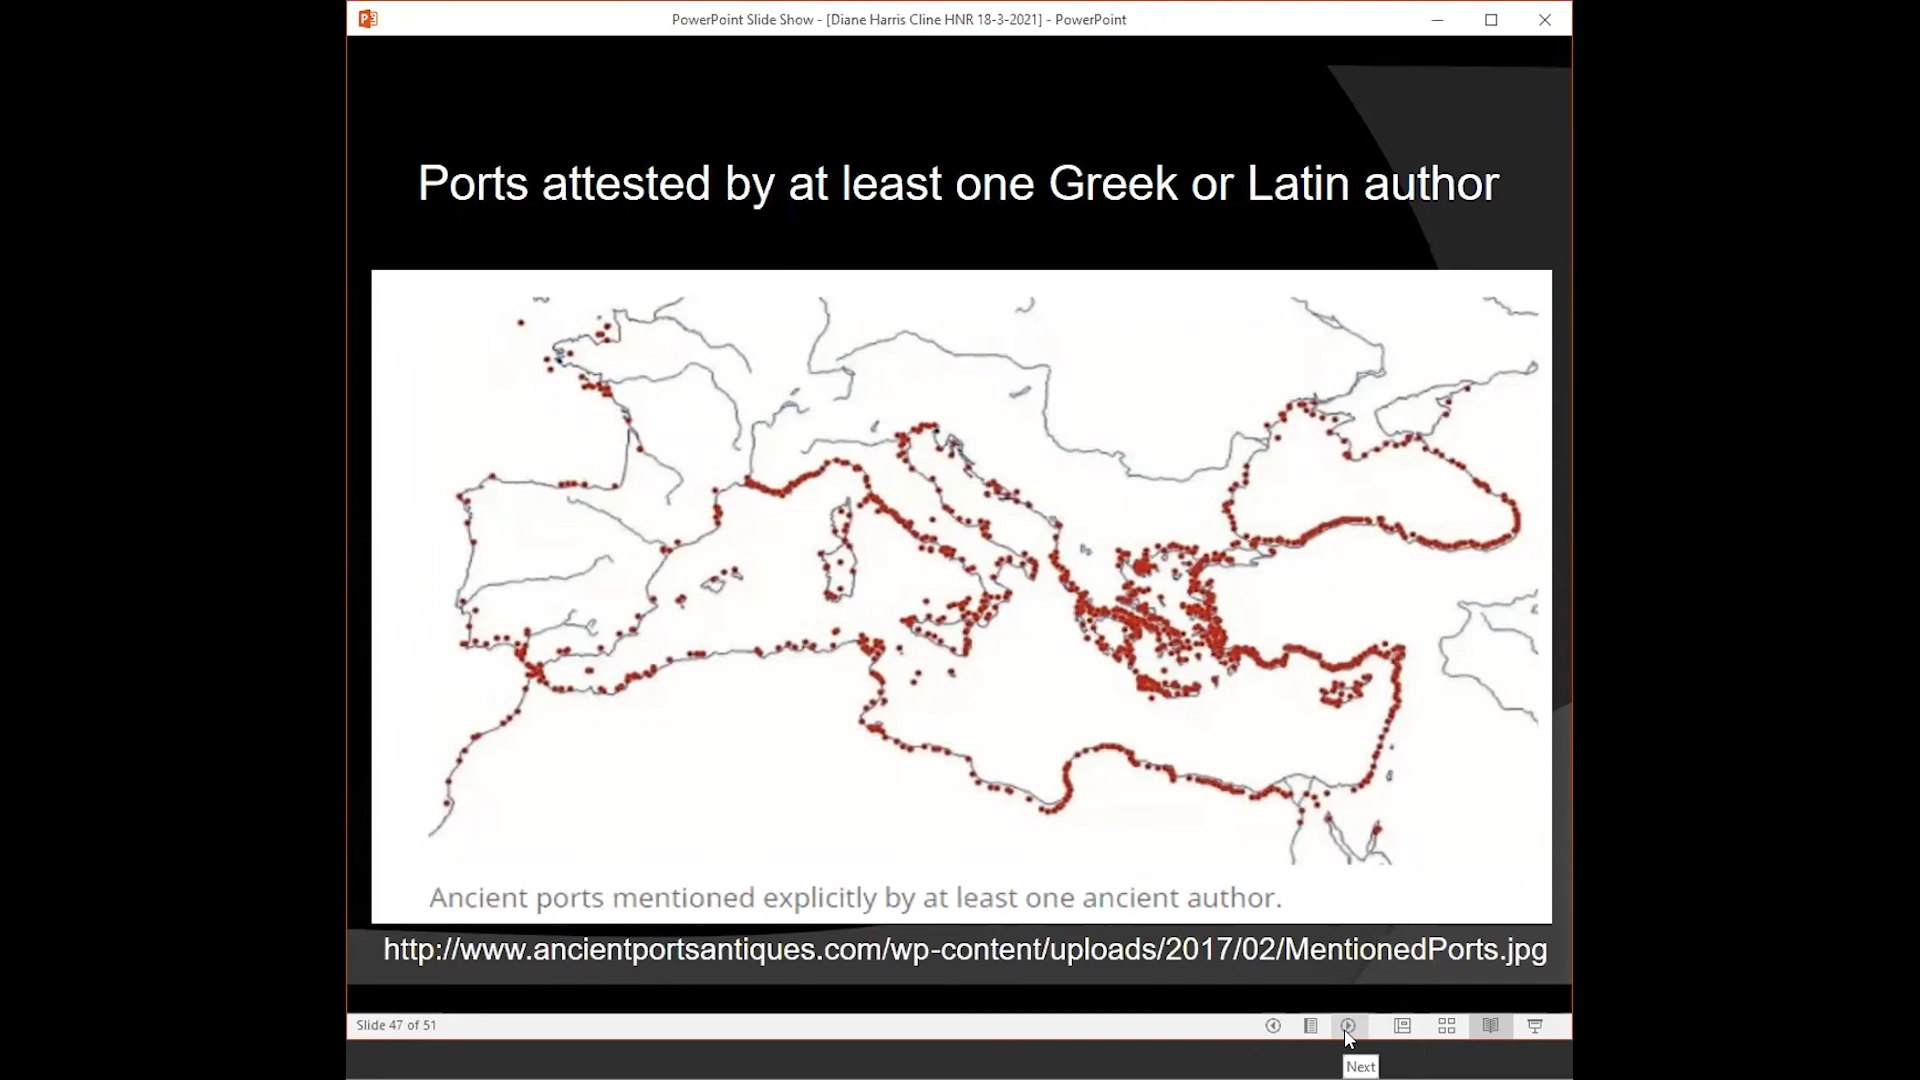 PowerPoint Slide Show - [Diane Harris Cline HNR 18-3-2021] - PowerPoint
Ports attested by at least one Greek or Latin author
Ancient ports mentioned explicitly by at least one ancient author.
http://www.ancientportsantiques.com/wp-content/uploads/2017/02/MentionedPorts.jpg
Slide 47 of 51
Next